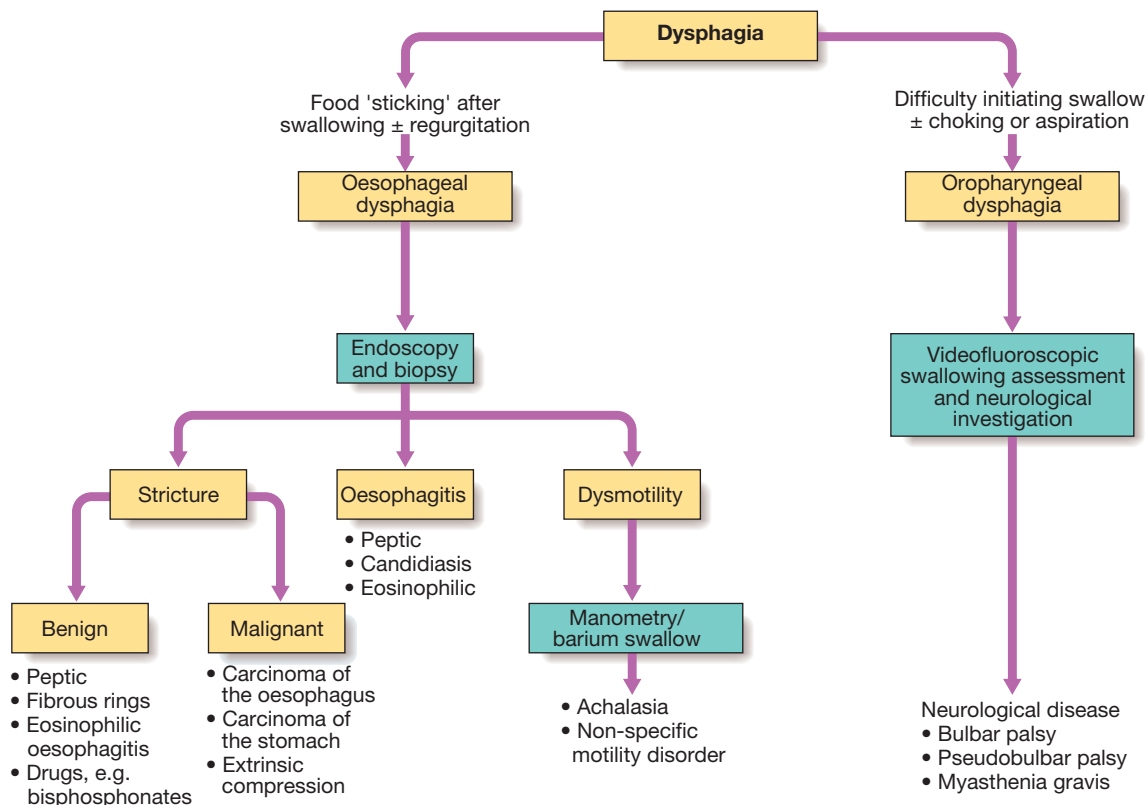 Dysphagia
Food 'sticking' after
swallowing ± regurgitation
Difficulty initiating swallow
± choking or aspiration
Oesophageal
dysphagia
Oropharyngeal
dysphagia
Endoscopy
and biopsy
Videofluoroscopic
swallowing assessment
and neurological
investigation
Stricture
Oesophagitis
• Peptic
• Candidiasis
• Eosinophilic
Dysmotility
Benign
• Peptic
• Fibrous rings
• Eosinophilic
oesophagitis
• Drugs, e.g.
bisphosphonates
Malignant
• Carcinoma of
the oesophagus
• Carcinoma of
the stomach
• Extrinsic
compression
Manometry/
barium swallow
• Achalasia
• Non-specific
motility disorder
Neurological disease
• Bulbar palsy
• Pseudobulbar palsy
• Myasthenia gravis